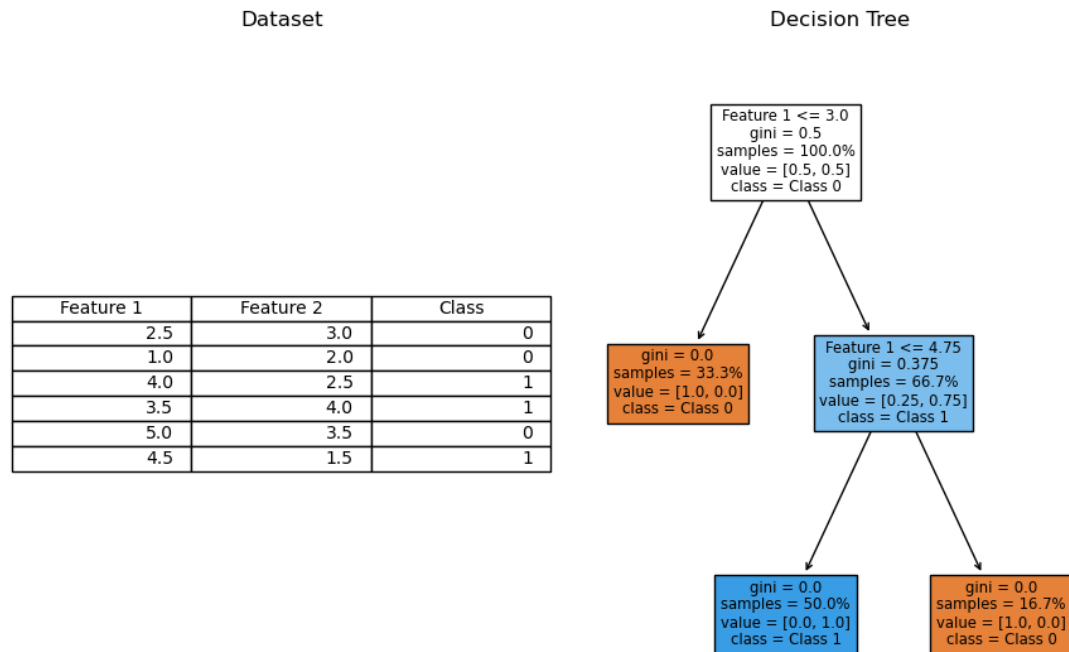 Dataset
Feature 1 Feature 2 Class
2.5 3.0 0
1.0 2.0 0
4.0 2.5 1
3.5 4.0 1
5.0 3.5 0
4.5 1.5 1
Decision Tree
Feature 1 <= 3.0
gini = 0.5
samples = 100.0%
value = [0.5, 0.5]
class = Class 0
gini = 0.0
samples = 33.3%
value = [1.0, 0.0]
class = Class 0
Feature 1 <= 4.75
gini = 0.375
samples = 66.7%
value = [0.25, 0.75]
class = Class 1
gini = 0.0
samples = 50.0%
value = [0.0, 1.0]
class = Class 1
gini = 0.0
samples = 16.7%
value = [1.0, 0.0]
class = Class 0